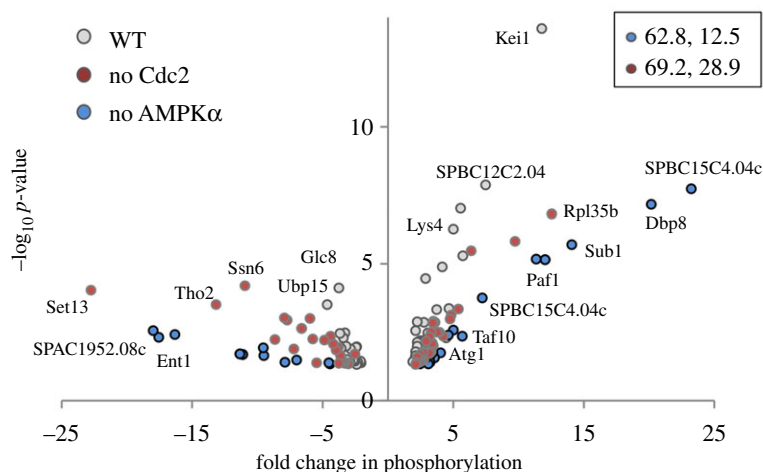 WT
no Cdc2
no AMPKα
62.8, 12.5
69.2, 28.9
Kei1
10
SPBC12C2.04
SPBC15C4.04c
Lys4
Rpl35b
Dbp8
5
Sub1
Glc8
Ssn6
Paf1
Ubp15
Tho2
Set13
SPBC15C4.04c
Taf10
SPAC1952.08c
Ent1
Atg1
0
−25
−15
−5
5
15
25
−log10 p-value
fold change in phosphorylation